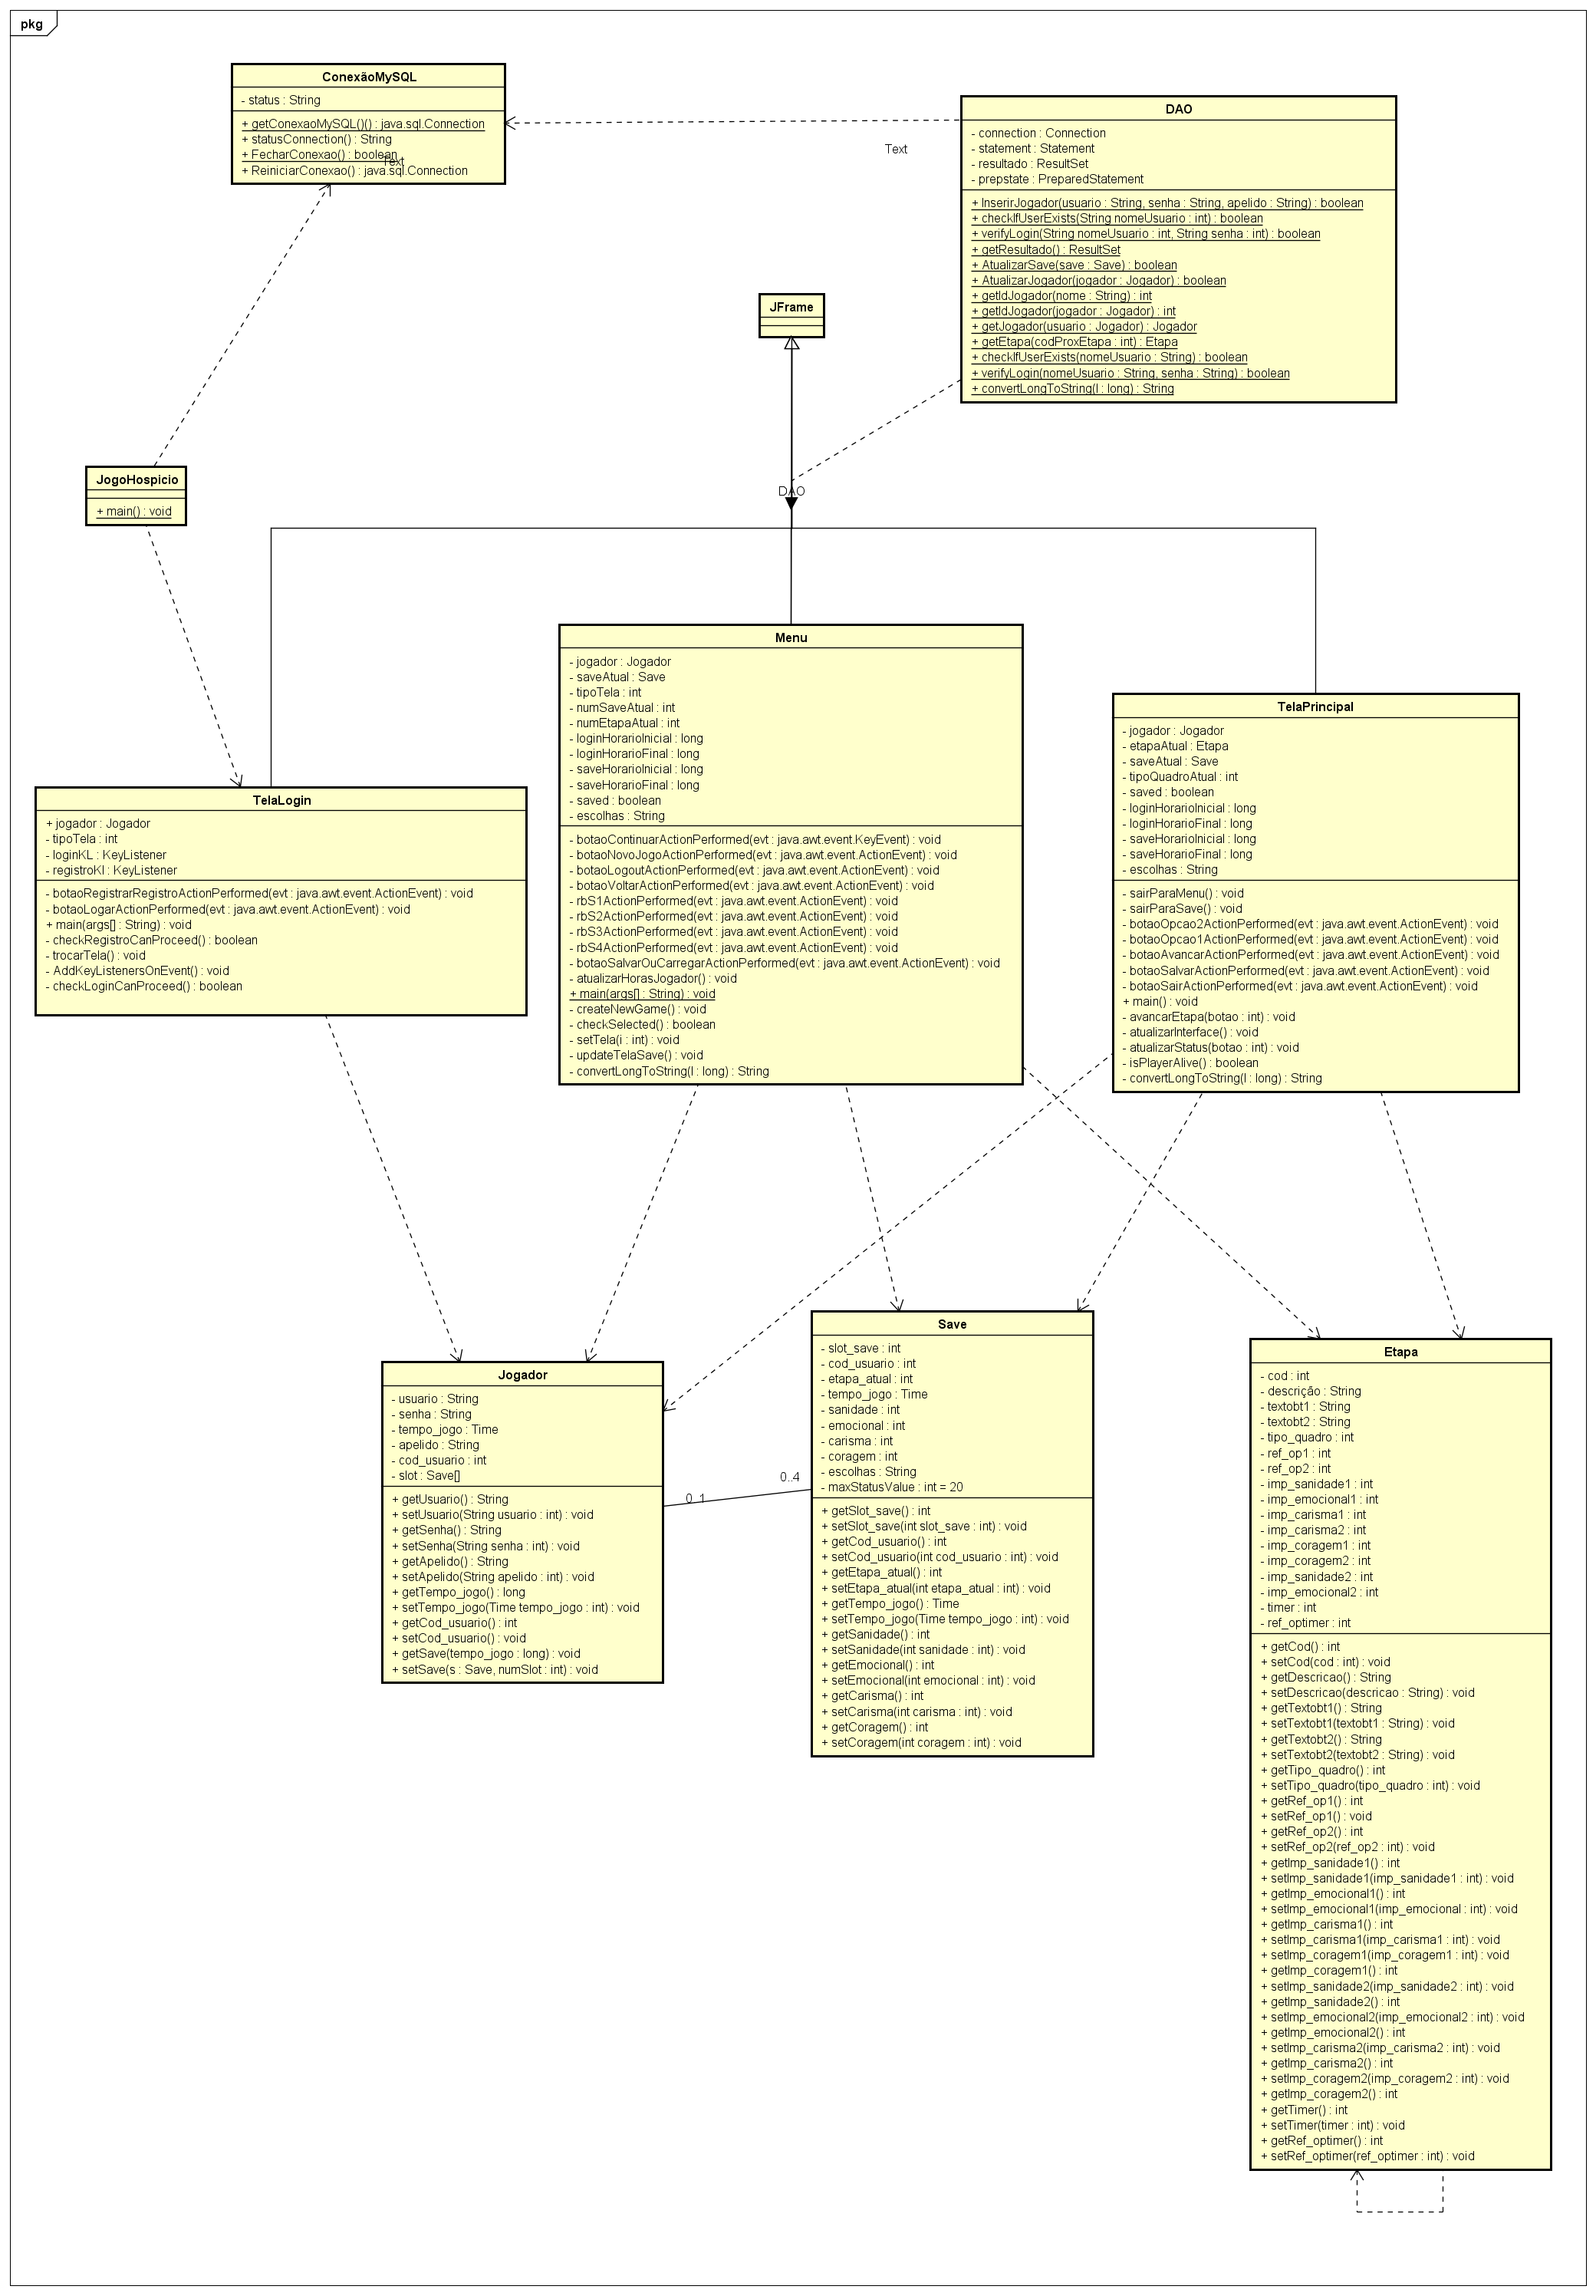 pkg
ConexãoMySQL
- status : String
+ getConexaoMySQL()() : java.sql.Connection
+ statusConnection() : String
+ FecharConexao() : boolean
+ ReiniciarConexao() : java.sql.Connection
Text
Text
DAO
- connection : Connection
- statement : Statement
- resultado : ResultSet
- prepstate : PreparedStatement
+ InserirJogador(usuario : String, senha : String, apelido : String) : boolean
+ checkIfUserExists(String nomeUsuario : int) : boolean
+ verifyLogin(String nomeUsuario : int, String senha : int) : boolean
+ getResultado() : ResultSet
+ AtualizarSave(save : Save) : boolean
+ AtualizarJogador(jogador : Jogador) : boolean
+ getIdJogador(nome : String) : int
+ getIdJogador(jogador : Jogador) : int
+ getJogador(usuario : Jogador) : Jogador
+ getEtapa(codProxEtapa : int) : Etapa
+ checkIfUserExists(nomeUsuario : String) : boolean
+ verifyLogin(nomeUsuario : String, senha : String) : boolean
+ convertLongToString(l : long) : String
JFrame
JogoHospicio
+ main() : void
DAO
Menu
- jogador : Jogador
- saveAtual : Save
- tipoTela : int
- numSaveAtual : int
- numEtapaAtual : int
- loginHorarioInicial : long
- loginHorarioFinal : long
- saveHorarioInicial : long
- saveHorarioFinal : long
- saved : boolean
- escolhas : String
- botaoContinuarActionPerformed(evt : java.awt.event.KeyEvent) : void
- botaoNovoJogoActionPerformed(evt : java.awt.event.ActionEvent) : void
- botaoLogoutActionPerformed(evt : java.awt.event.ActionEvent) : void
- botaoVoltarActionPerformed(evt : java.awt.event.ActionEvent) : void
- rbS1ActionPerformed(evt : java.awt.event.ActionEvent) : void
- rbS2ActionPerformed(evt : java.awt.event.ActionEvent) : void
- rbS3ActionPerformed(evt : java.awt.event.ActionEvent) : void
- rbS4ActionPerformed(evt : java.awt.event.ActionEvent) : void
- botaoSalvarOuCarregarActionPerformed(evt : java.awt.event.ActionEvent) : void
- atualizarHorasJogador() : void
+ main(args[] : String) : void
- createNewGame() : void
- checkSelected() : boolean
- setTela(i : int) : void
- updateTelaSave() : void
- convertLongToString(l : long) : String
TelaPrincipal
- jogador : Jogador
- etapaAtual : Etapa
- saveAtual : Save
- tipoQuadroAtual : int
- saved : boolean
- loginHorarioInicial : long
- loginHorarioFinal : long
- saveHorarioInicial : long
- saveHorarioFinal : long
- escolhas : String
- sairParaMenu() : void
- sairParaSave() : void
- botaoOpcao2ActionPerformed(evt : java.awt.event.ActionEvent) : void
- botaoOpcao1ActionPerformed(evt : java.awt.event.ActionEvent) : void
- botaoAvancarActionPerformed(evt : java.awt.event.ActionEvent) : void
- botaoSalvarActionPerformed(evt : java.awt.event.ActionEvent) : void
- botaoSairActionPerformed(evt : java.awt.event.ActionEvent) : void
+ main() : void
- avancarEtapa(botao : int) : void
- atualizarInterface() : void
- atualizarStatus(botao : int) : void
- isPlayerAlive() : boolean
- convertLongToString(l : long) : String
TelaLogin
+ jogador : Jogador
- tipoTela : int
- loginKL : KeyListener
- registroKl : KeyListener
- botaoRegistrarRegistroActionPerformed(evt : java.awt.event.ActionEvent) : void
- botaoLogarActionPerformed(evt : java.awt.event.ActionEvent) : void
+ main(args[] : String) : void
- checkRegistroCanProceed() : boolean
- trocarTela() : void
- AddKeyListenersOnEvent() : void
- checkLoginCanProceed() : boolean
Jogador
- usuario : String
- senha : String
- tempo_jogo : Time
- apelido : String
- cod_usuario : int
- slot : Save[]
+ getUsuario() : String
+ setUsuario(String usuario : int) : void
+ getSenha() : String
+ setSenha(String senha : int) : void
+ getApelido() : String
+ setApelido(String apelido : int) : void
+ getTempo_jogo() : long
+ setTempo_jogo(Time tempo_jogo : int) : void
+ getCod_usuario() : int
+ setCod_usuario() : void
+ getSave(tempo_jogo : long) : void
+ setSave(s : Save, numSlot : int) : void
0..1
0..4
Save
- slot_save : int
- cod_usuario : int
- etapa_atual : int
- tempo_jogo : Time
- sanidade : int
- emocional : int
- carisma : int
- coragem : int
- escolhas : String
- maxStatusValue : int = 20
+ getSlot_save() : int
+ setSlot_save(int slot_save : int) : void
+ getCod_usuario() : int
+ setCod_usuario(int cod_usuario : int) : void
+ getEtapa_atual() : int
+ setEtapa_atual(int etapa_atual : int) : void
+ getTempo_jogo() : Time
+ setTempo_jogo(Time tempo_jogo : int) : void
+ getSanidade() : int
+ setSanidade(int sanidade : int) : void
+ getEmocional() : int
+ setEmocional(int emocional : int) : void
+ getCarisma() : int
+ setCarisma(int carisma : int) : void
+ getCoragem() : int
+ setCoragem(int coragem : int) : void
Etapa
- cod : int
- descrição : String
- textobt1 : String
- textobt2 : String
- tipo_quadro : int
- ref_op1 : int
- ref_op2 : int
- imp_sanidade1 : int
- imp_emocional1 : int
- imp_carisma1 : int
- imp_carisma2 : int
- imp_coragem1 : int
- imp_coragem2 : int
- imp_sanidade2 : int
- imp_emocional2 : int
- timer : int
- ref_optimer : int
+ getCod() : int
+ setCod(cod : int) : void
+ getDescricao() : String
+ setDescricao(descricao : String) : void
+ getTextobt1() : String
+ setTextobt1(textobt1 : String) : void
+ getTextobt2() : String
+ setTextobt2(textobt2 : String) : void
+ getTipo_quadro() : int
+ setTipo_quadro(tipo_quadro : int) : void
+ getRef_op1() : int
+ setRef_op1() : void
+ getRef_op2() : int
+ setRef_op2(ref_op2 : int) : void
+ getImp_sanidade1() : int
+ setImp_sanidade1(imp_sanidade1 : int) : void
+ getImp_emocional1() : int
+ setImp_emocional1(imp_emocional : int) : void
+ getImp_carisma1() : int
+ setImp_carisma1(imp_carisma1 : int) : void
+ setImp_coragem1(imp_coragem1 : int) : void
+ getImp_coragem1() : int
+ setImp_sanidade2(imp_sanidade2 : int) : void
+ getImp_sanidade2() : int
+ setImp_emocional2(imp_emocional2 : int) : void
+ getImp_emocional2() : int
+ setImp_carisma2(imp_carisma2 : int) : void
+ getImp_carisma2() : int
+ setImp_coragem2(imp_coragem2 : int) : void
+ getImp_coragem2() : int
+ getTimer() : int
+ setTimer(timer : int) : void
+ getRef_optimer() : int
+ setRef_optimer(ref_optimer : int) : void